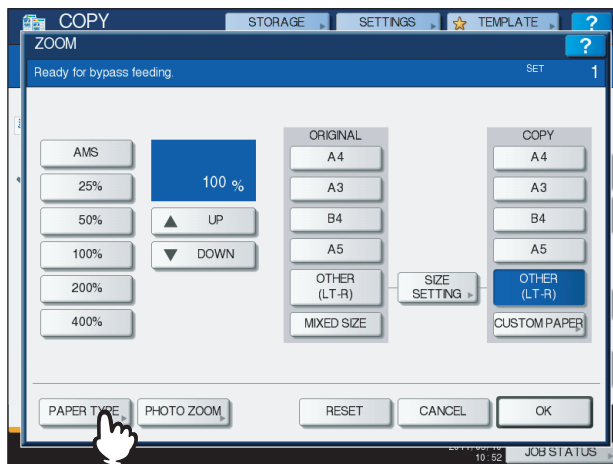 COPY
STORAGE
SETTINGS
TEMPLATE
?
ZOOM
?
Ready for bypass feeding.
SET 1
ORIGINAL
COPY
AMS
25%
50%
100%
200%
400%
100 %
UP
DOWN
A4
A3
B4
A5
OTHER
(LT-R)
MIXED SIZE
SIZE
SETTING
A4
A3
B4
A5
OTHER
(LT-R)
CUSTOM PAPER
PAPER TYPE
PHOTO ZOOM
RESET
CANCEL
OK
10:52
JOB STATUS